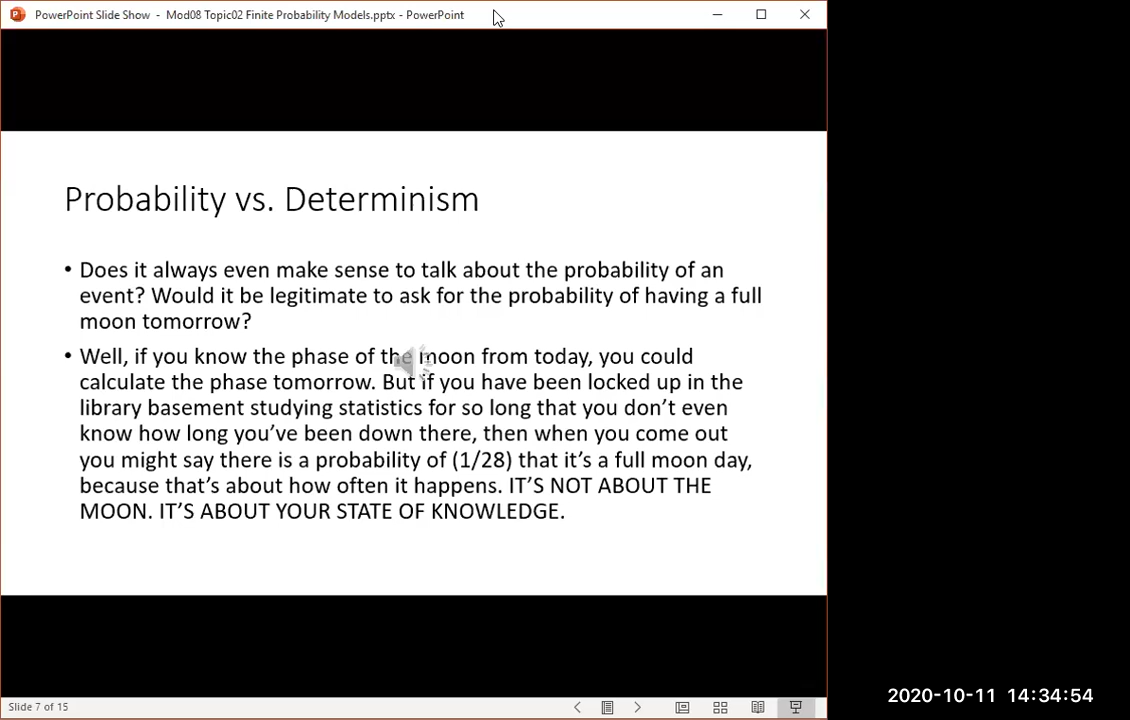 PowerPoint Slide Show - Mod08 Topic02 Finite Probability Models.pptx - PowerPoint
Probability vs. Determinism
• Does it always even make sense to talk about the probability of an
event? Would it be legitimate to ask for the probability of having a full
moon tomorrow?
• Well, if you know the phase of the moon from today, you could
calculate the phase tomorrow. But if you have been locked up in the
library basement studying statistics for so long that you don’t even
know how long you’ve been down there, then when you come out
you might say there is a probability of (1/28) that it’s a full moon day,
because that’s about how often it happens. IT’S NOT ABOUT THE
MOON. IT’S ABOUT YOUR STATE OF KNOWLEDGE.
Slide 7 of 15
2020-10-11 14:34:54